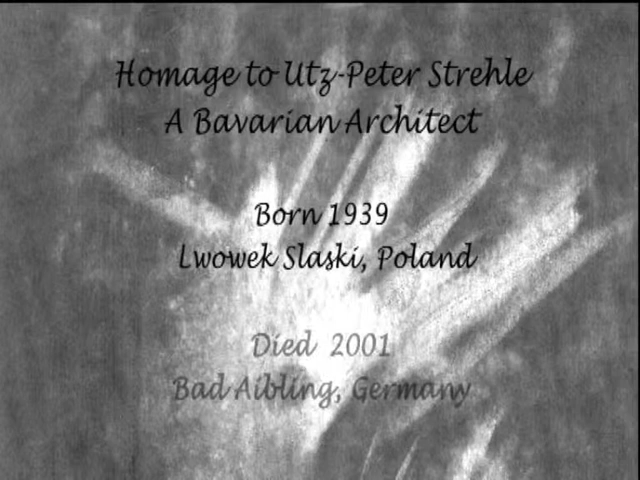 Homage to Utz-Peter Strehle
A Bavarian Architect
Born 1939
Lwowek Slaski, Poland
Died 2001
Bad Aibling, Germany